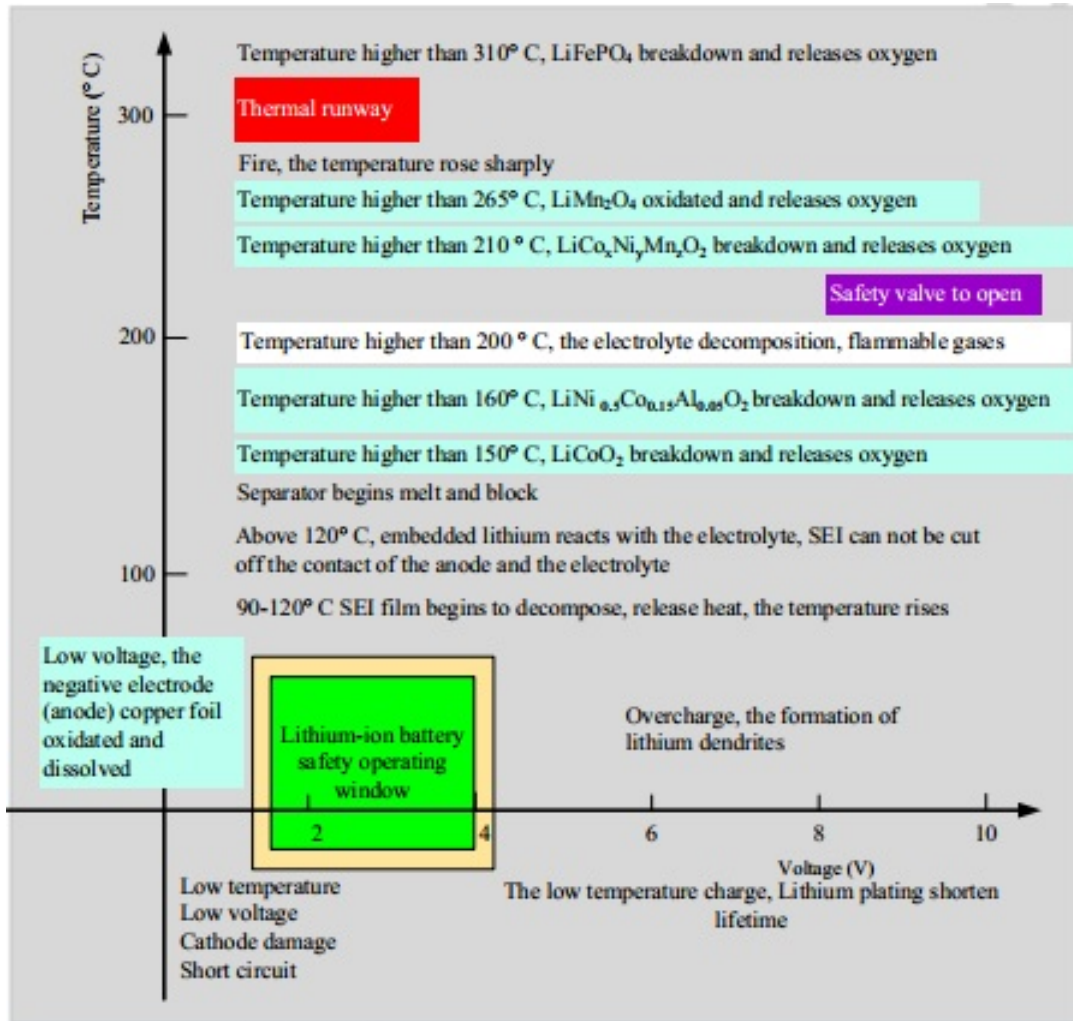 Temperature (° C)
Temperature higher than 310° C, LiFePO₄ breakdown and releases oxygen
Thermal runway
300
Fire, the temperature rose sharply
Temperature higher than 265° C, LiMn₂O₄ oxidated and releases oxygen
Temperature higher than 210 ° C, LiCoₓNiᵧMn𝓏O₂ breakdown and releases oxygen
Safety valve to open
200
Temperature higher than 200 ° C, the electrolyte decomposition, flammable gases
Temperature higher than 160° C, LiNi ₀.₅Co₀.₁₅Al₀.₀₅O₂ breakdown and releases oxygen
Temperature higher than 150° C, LiCoO₂ breakdown and releases oxygen
Separator begins melt and block
Above 120° C, embedded lithium reacts with the electrolyte, SEI can not be cut
off the contact of the anode and the electrolyte
100
90-120° C SEI film begins to decompose, release heat, the temperature rises
Low voltage, the
negative electrode
(anode) copper foil
oxidated and
dissolved
Lithium-ion battery
safety operating
window
Overcharge, the formation of
lithium dendrites
2
4
6
8
10
Voltage (V)
Low temperature
Low voltage
Cathode damage
Short circuit
The low temperature charge, Lithium plating shorten
lifetime